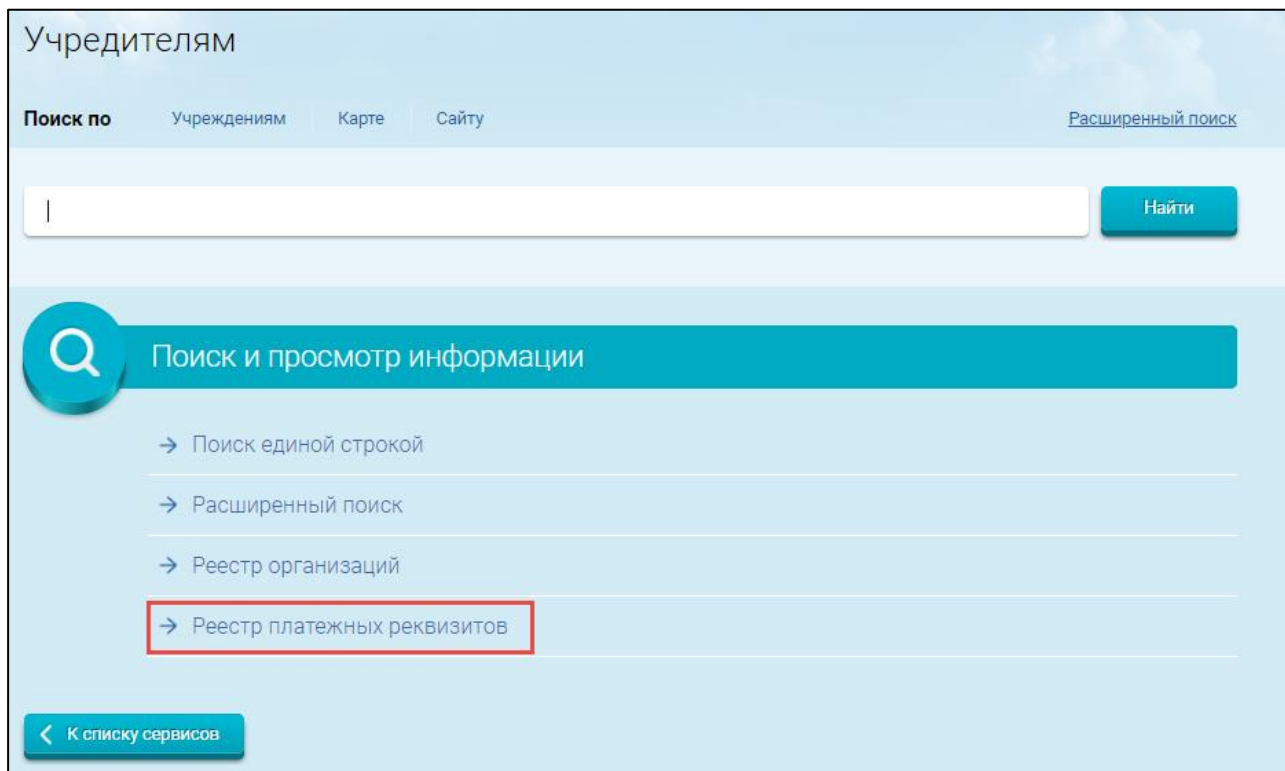 Учредителям
Поиск по Учреждениям Карте Сайту Расширенный поиск
Найти
Поиск и просмотр информации
Поиск единой строкой
Расширенный поиск
Реестр организаций
Реестр платежных реквизитов
К списку сервисов